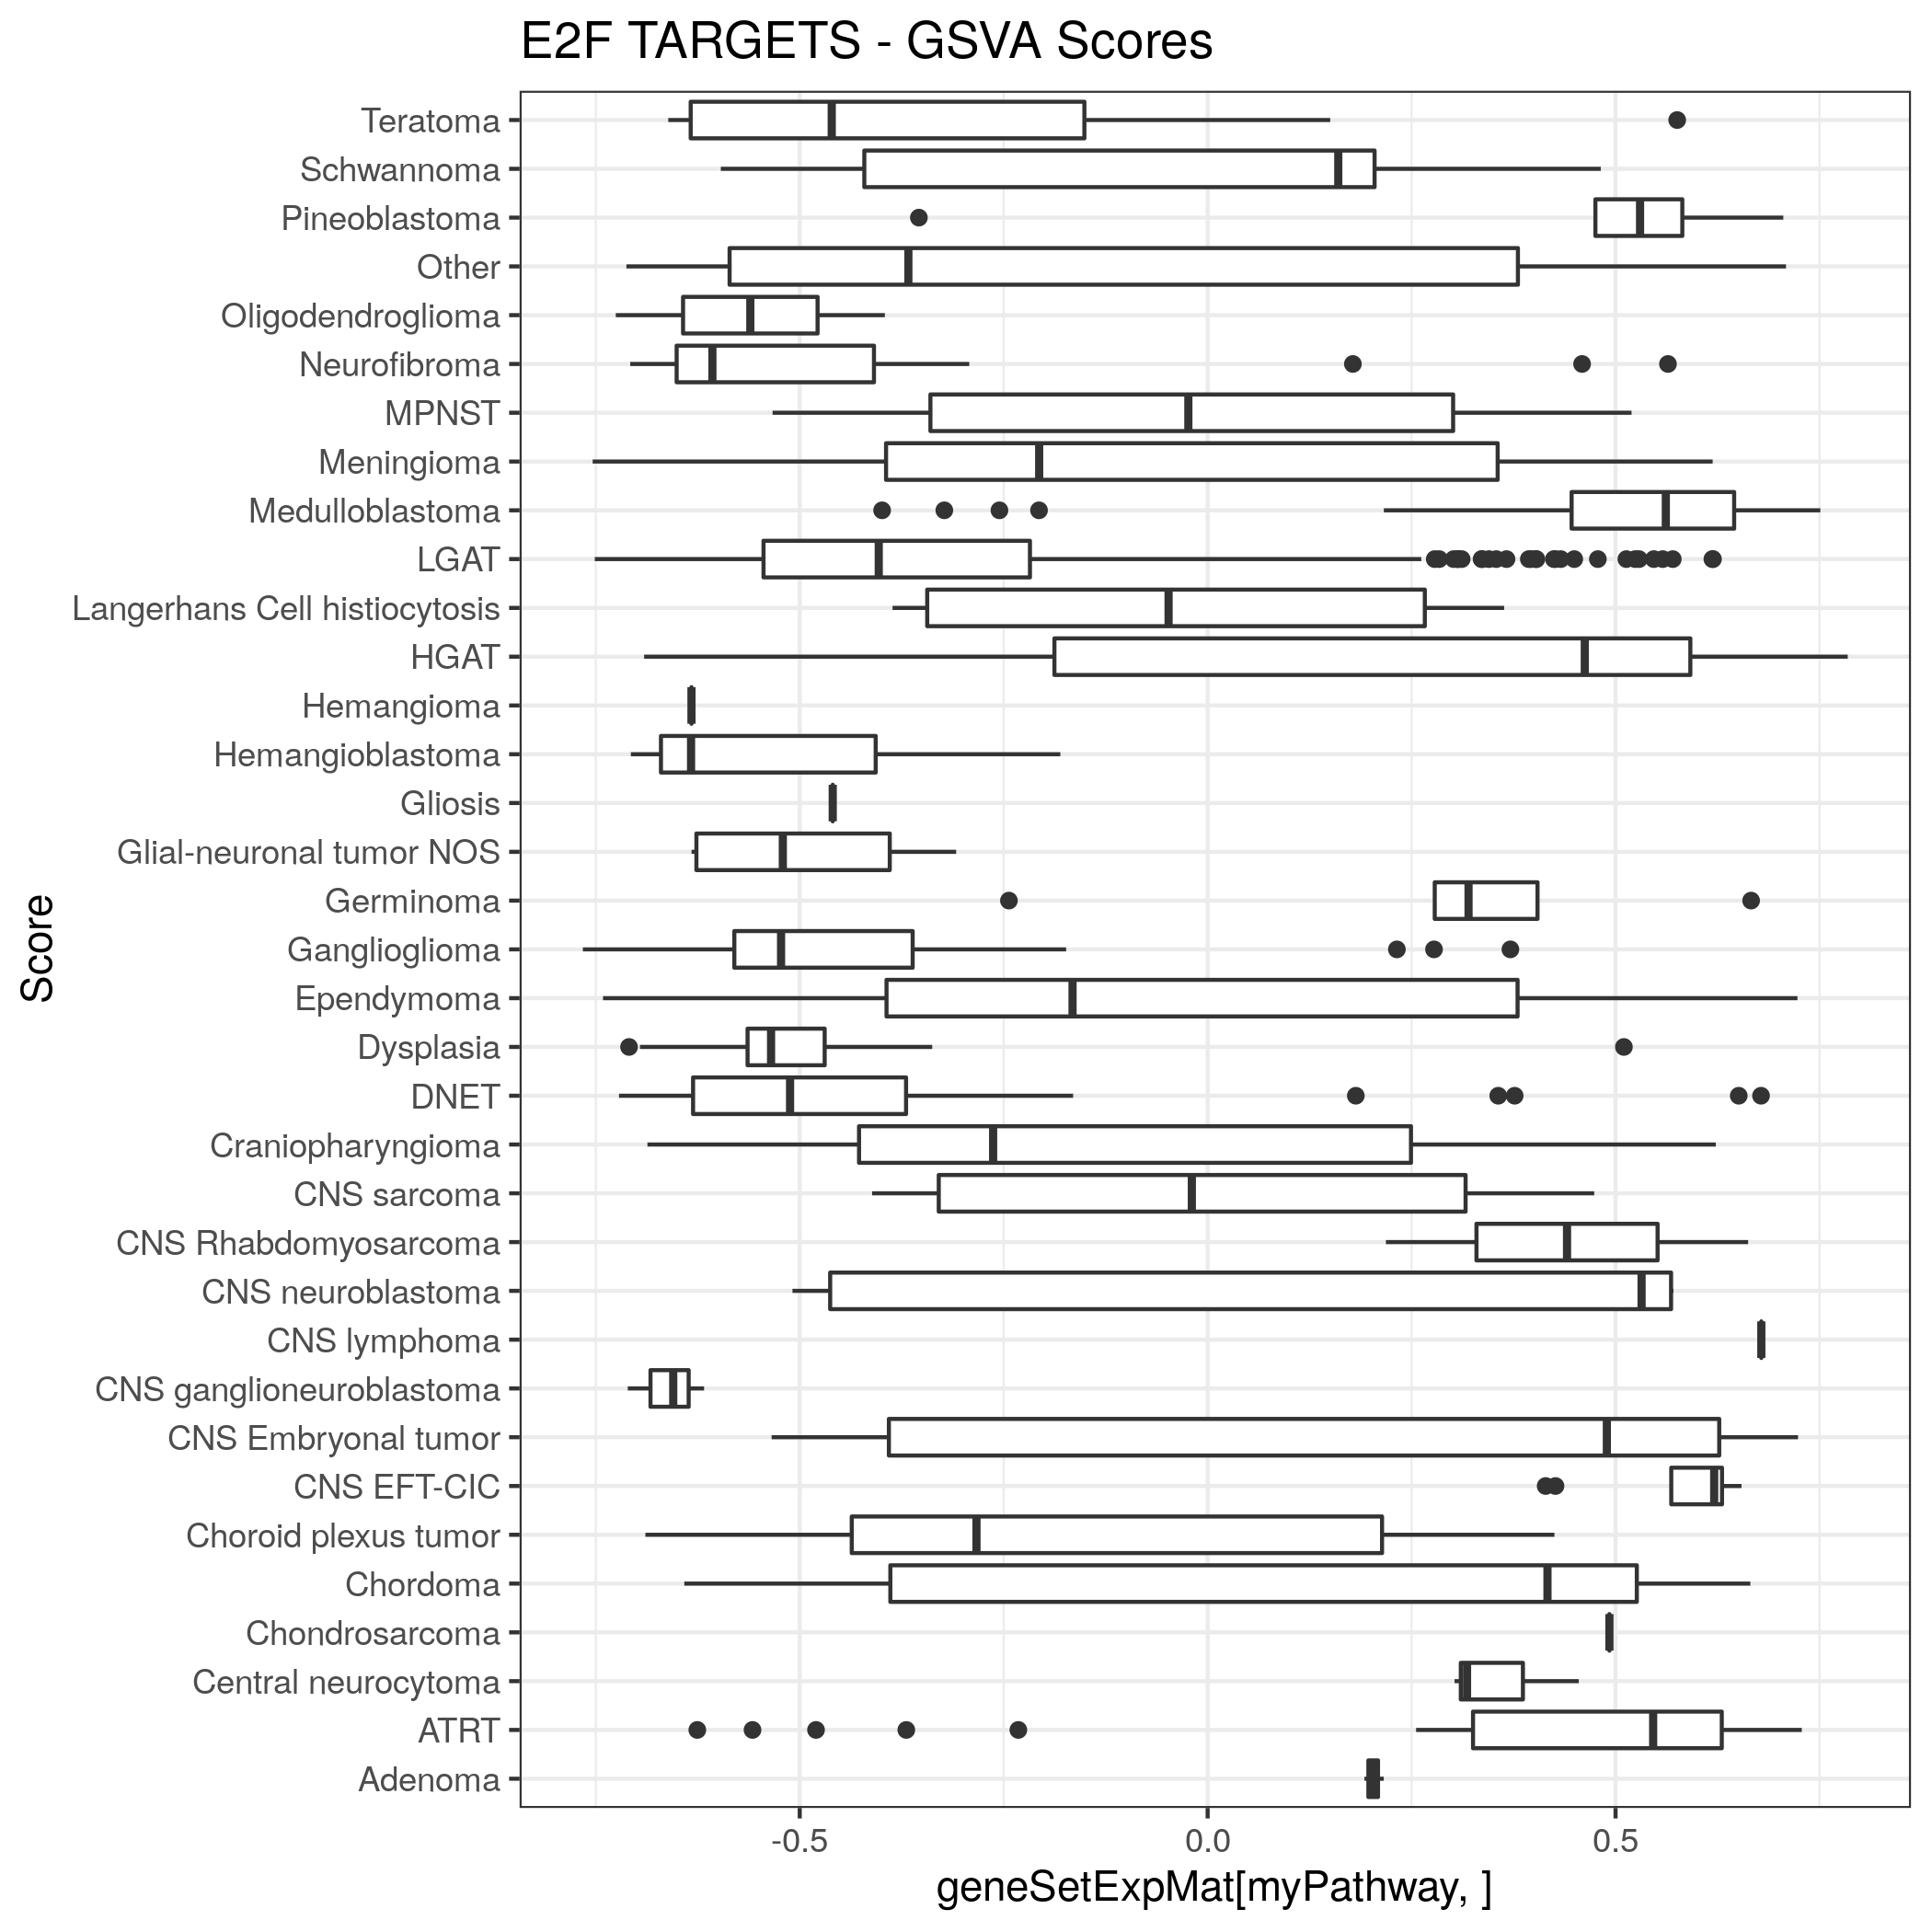 E2F TARGETS - GSVA Scores
Teratoma
Schwannoma
Pineoblastoma
Other
Oligodendroglioma
Neurofibroma
MPNST
Meningioma
Medulloblastoma
LGAT
Langerhans Cell histiocytosis
HGAT
Hemangioma
Hemangioblastoma
Gliosis
Glial-neuronal tumor NOS
Germinoma
Ganglioglioma
Ependymoma
Dysplasia
DNET
Craniopharyngioma
CNS sarcoma
CNS Rhabdomyosarcoma
CNS neuroblastoma
CNS lymphoma
CNS ganglioneuroblastoma
CNS Embryonal tumor
CNS EFT-CIC
Choroid plexus tumor
Chordoma
Chondrosarcoma
Central neurocytoma
ATRT
Adenoma
Score
-0.5 0.0 0.5
geneSetExpMat[myPathway, ]